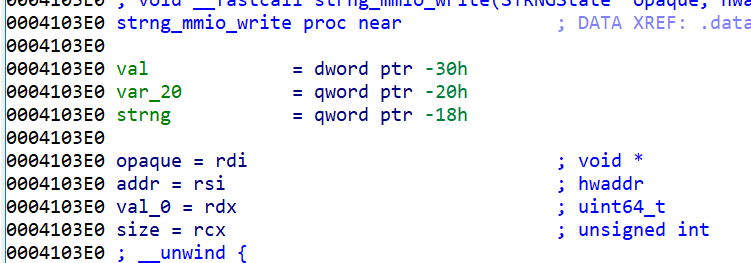 0004103E0 ; void __fastcall strng_mmio_write(STRNGState *opaque, hwa
0004103E0 strng_mmio_write proc near ; DATA XREF: .data
0004103E0
0004103E0 val = dword ptr -30h
0004103E0 var_20 = qword ptr -20h
0004103E0 strng = qword ptr -18h
0004103E0
0004103E0 opaque = rdi ; void *
0004103E0 addr = rsi ; hwaddr
0004103E0 val_0 = rdx ; uint64_t
0004103E0 size = rcx ; unsigned int
0004103E0 ; __unwind {